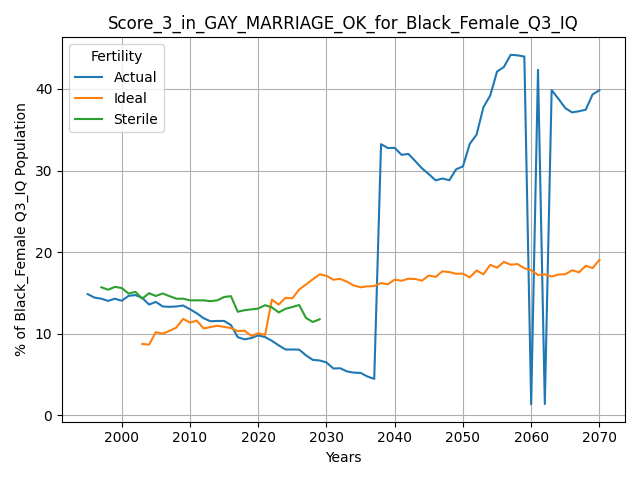 Score_3_in_GAY_MARRIAGE_OK_for_Black_Female_Q3_IQ
Fertility
Actual
Ideal
Sterile
% of Black_Female Q3_IQ Population
40
30
20
10
0
2000 2010 2020 2030 2040 2050 2060 2070
Years